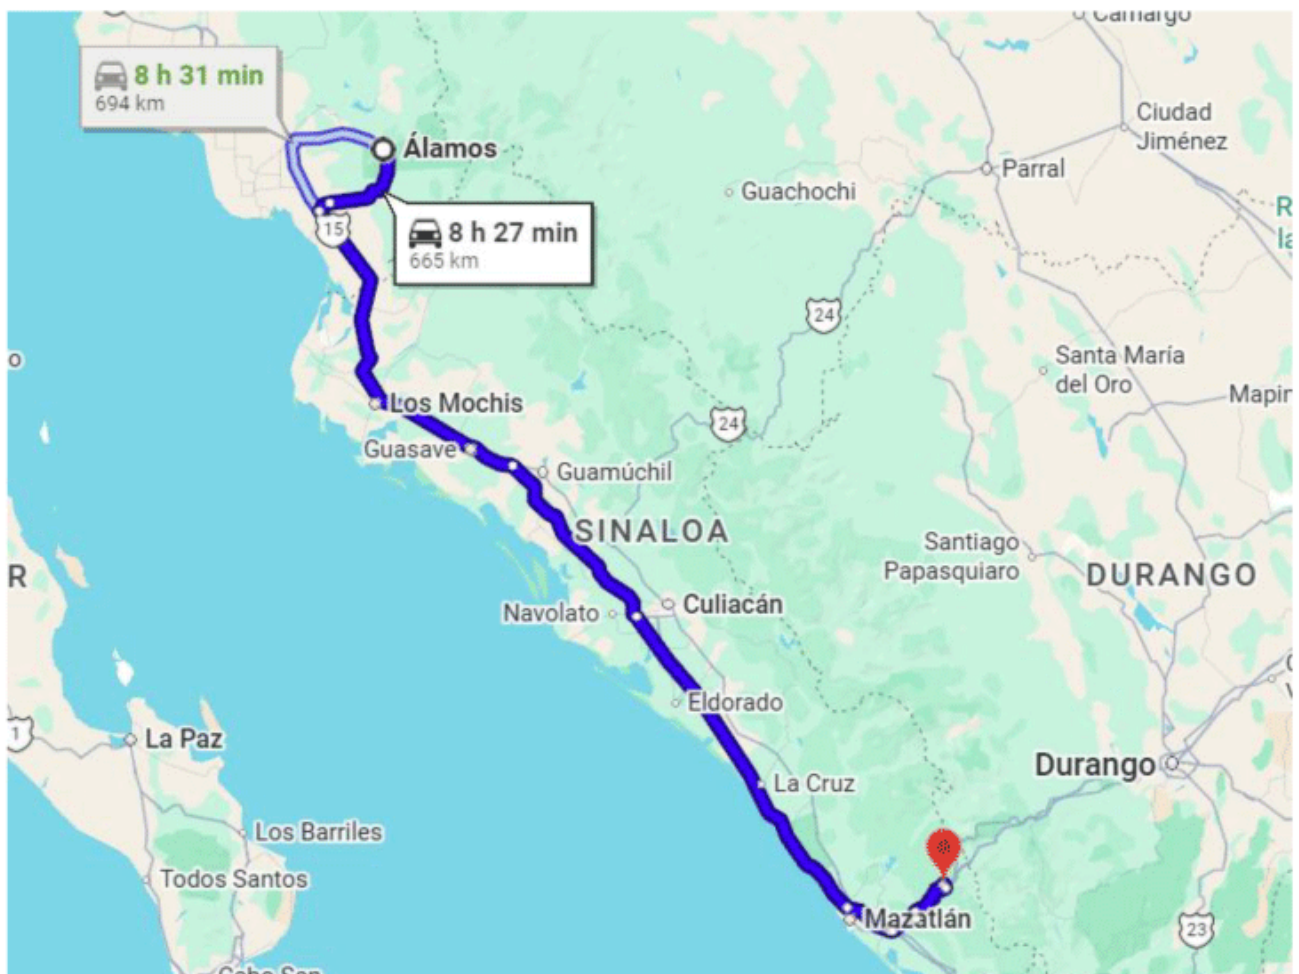 Camargo
8 h 31 min
694 km
Ciudad
Jiménez
Álamos
Parral
Guachochi
15
8 h 27 min
665 km
24
Santa María
del Oro
Mapir
Los Mochis
24
Guasave
Guamúchil
SINALOA
Santiago
Papasquiaro
DURANGO
R
Navolato
Culiacán
Eldorado
1
La Paz
Durango
La Cruz
Los Barriles
Todos Santos
Mazatlán
23